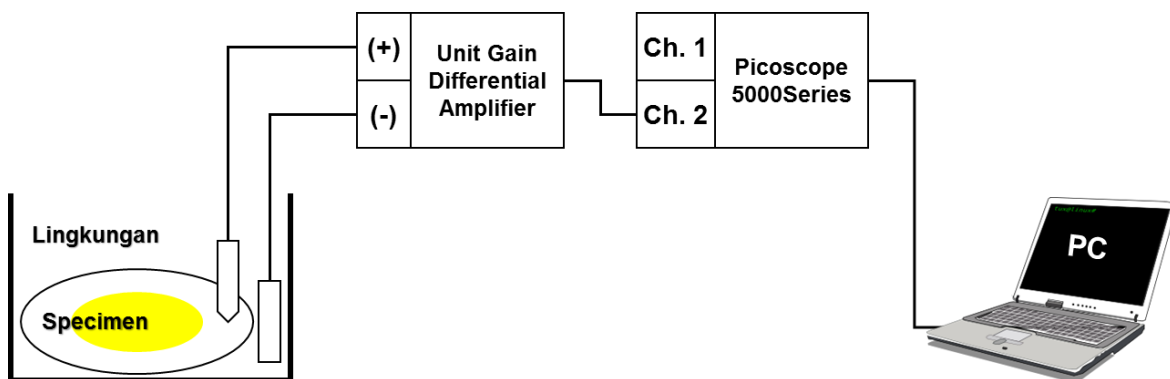 (+)
(-)
Unit Gain
Differential
Amplifier
Ch. 1
Ch. 2
Picoscope
5000Series
Lingkungan
Specimen
PC